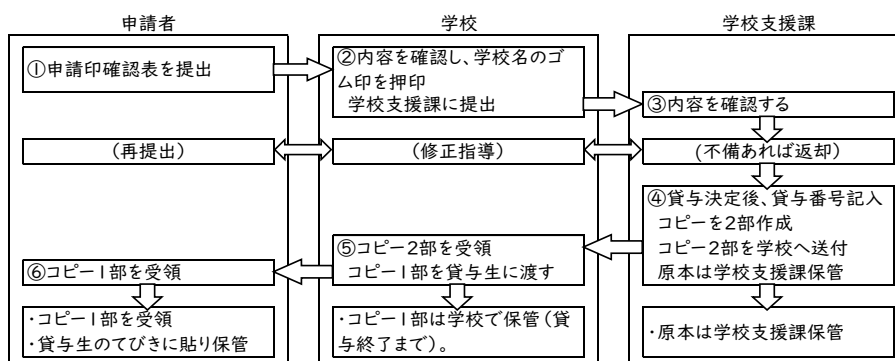 申請者
学校
学校支援課
①申請印確認表を提出
②内容を確認し、学校名のゴ
ム印を押印
学校支援課に提出
③内容を確認する
(再提出)
(修正指導)
(不備あれば返却)
④貸与決定後、貸与番号記入
コピーを2部作成
コピー2部を学校へ送付
原本は学校支援課保管
⑤コピー2部を受領
コピー1部を貸与生に渡す
⑥コピー1部を受領
・コピー1部を受領
・貸与生のてびきに貼り保管
・コピー1部は学校で保管(貸
与終了まで)。
・原本は学校支援課保管